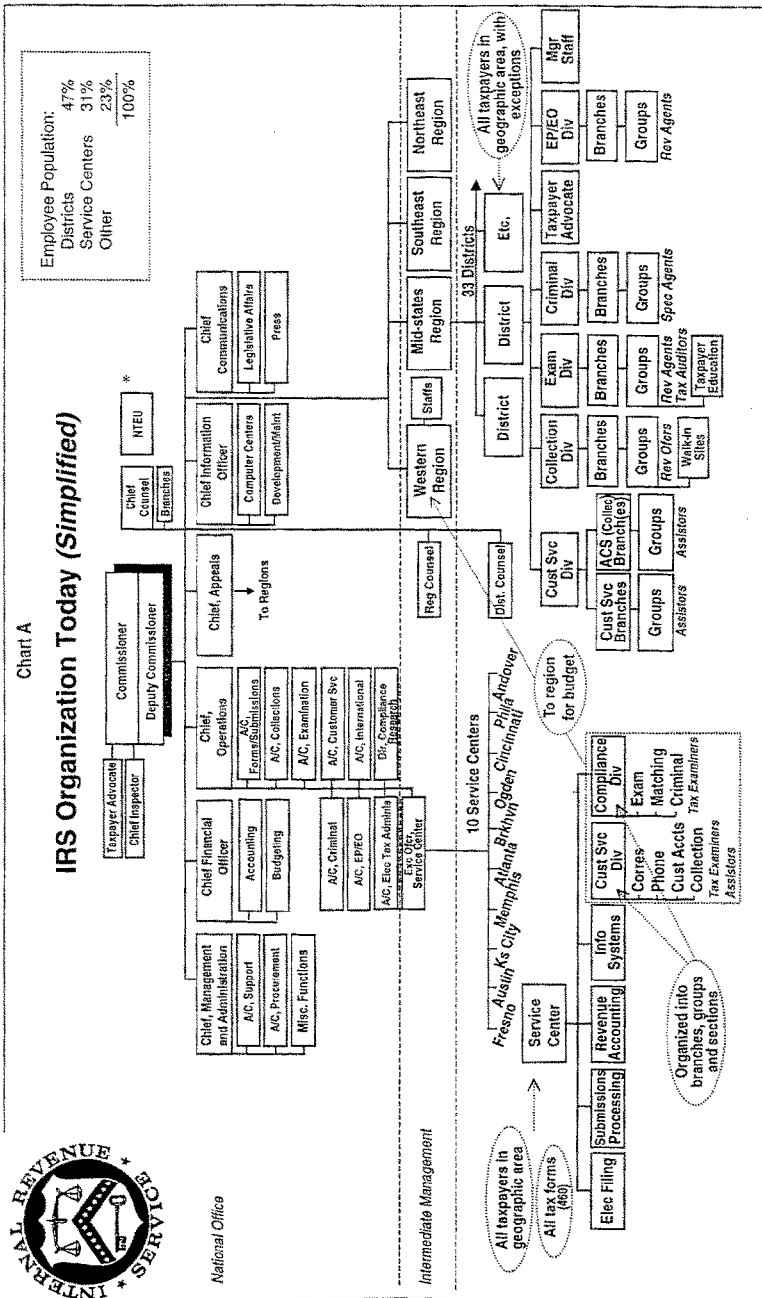 Chart A
IRS Organization Today (Simplified)
INTERNAL REVENUE SERVICE
Employee Population:
Districts 47%
Service Centers 31%
Other 23%
100%
Commissioner
Deputy Commissioner
Taxpayer Advocate
Chief Inspector
Chief Counsel
Branches
NTEU
*
National Office
Chief, Management
and Administration
A/C, Support
A/C, Procurement
Misc. Functions
Chief Financial
Officer
Accounting
Budgeting
Chief,
Operations
A/C,
Forms/Submissions
A/C, Collections
A/C, Examination
A/C, Customer Svc
A/C, International
Dir, Compliance
Research
A/C, Criminal
A/C, EP/EO
A/C, Elec Tax Adminis
Exc Ofcr,
Service Center
Chief, Appeals
To Regions
Chief Information
Officer
Computer Centers
Development/Maint
Chief
Communications
Legislative Affairs
Press
Intermediate Management
Reg Counsel
Western
Region
Staffs
Mid-states
Region
Southeast
Region
Northeast
Region
Dist. Counsel
10 Service Centers
Fresno
Austin
Ks City
Memphis
Atlanta
Brkhvn
Ogden
Cincinnati
Phila
Andover
To region
for budget
33 Districts
District
District
Etc.
All taxpayers in
geographic area, with
exceptions
All taxpayers in
geographic area
All tax forms
(460)
Service
Center
Elec Filing
Submissions
Processing
Revenue
Accounting
Info
Systems
Cust Svc
Div
Corres
Phone
Cust Accts
Collection
Tax Examiners
Assistors
Compliance
Div
Exam
Matching
Criminal
Tax Examiners
Organized into
branches, groups
and sections
Cust Svc
Div
Cust Svc
Branches
Groups
Assistors
ACS (Collec)
Branch(es)
Groups
Assistors
Collection
Div
Branches
Groups
Rev Ofers
Walk-in
Sites
Exam
Div
Branches
Groups
Rev Agents
Tax Auditors
Taxpayer
Education
Criminal
Div
Branches
Groups
Spec Agents
Taxpayer
Advocate
EP/EO
Div
Branches
Groups
Rev Agents
Mgr
Staff